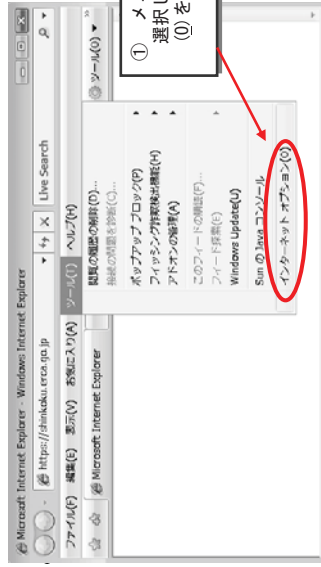 Microsoft Internet Explorer - Windows Internet Explorer
https://shinkoku.erca.go.jp
Live Search
ファイル(F) 編集(E) 表示(V) お気に入り(A) ツール(T) ヘルプ(H)
Microsoft Internet Explorer
ツール(O)
閲覧の履歴の削除(D)...
接続の問題を診断(C)...
ポップアップ ブロック(P)
フィッシング詐欺検出機能(H)
アドオンの管理(A)
このフィードの購読(F)...
フィード探索(E)
Windows Update(U)
Sun の Java コンソール
インターネット オプション(O)
① メ
選択し
(O)を